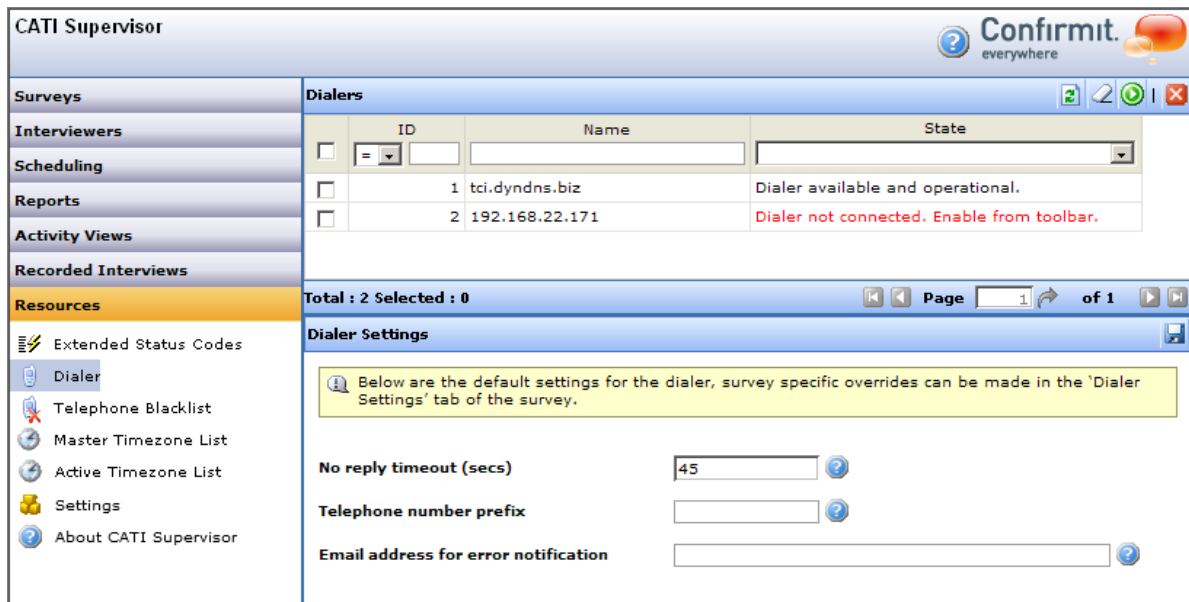 CATI Supervisor
Confirmit.
everywhere
Surveys
Interviewers
Scheduling
Reports
Activity Views
Recorded Interviews
Resources
Extended Status Codes
Dialer
Telephone Blacklist
Master Timezone List
Active Timezone List
Settings
About CATI Supervisor
Dialers
ID Name State
=
1 tci.dyndns.biz Dialer available and operational.
2 192.168.22.171 Dialer not connected. Enable from toolbar.
Total : 2 Selected : 0 Page 1 of 1
Dialer Settings
Below are the default settings for the dialer, survey specific overrides can be made in the ‘Dialer
Settings’ tab of the survey.
No reply timeout (secs) 45
Telephone number prefix
Email address for error notification